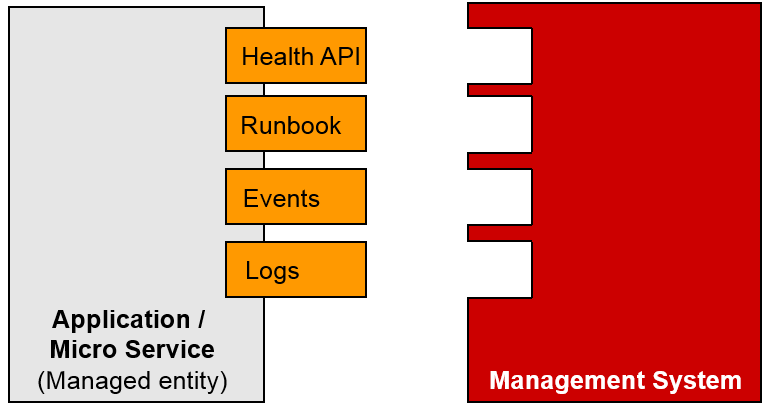 Health API
Runbook
Events
Logs
Application /
Micro Service
(Managed entity)
Management System